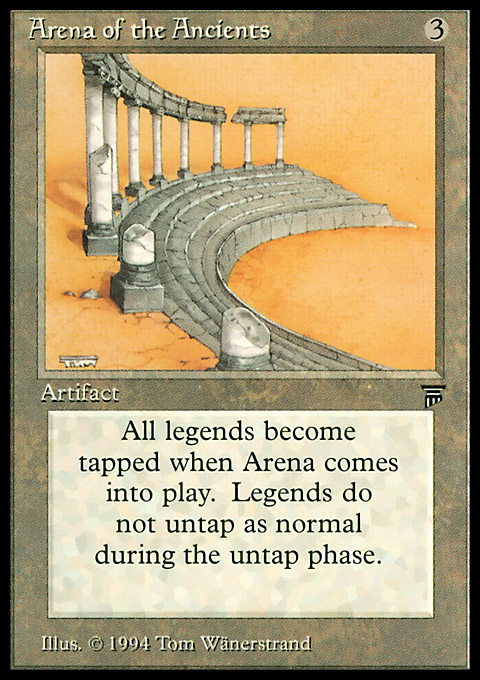 Arena of the Ancients 3
Artifact
All legends become
tapped when Arena comes
into play. Legends do
not untap as normal
during the untap phase.
Illus. © 1994 Tom Wänerstrand